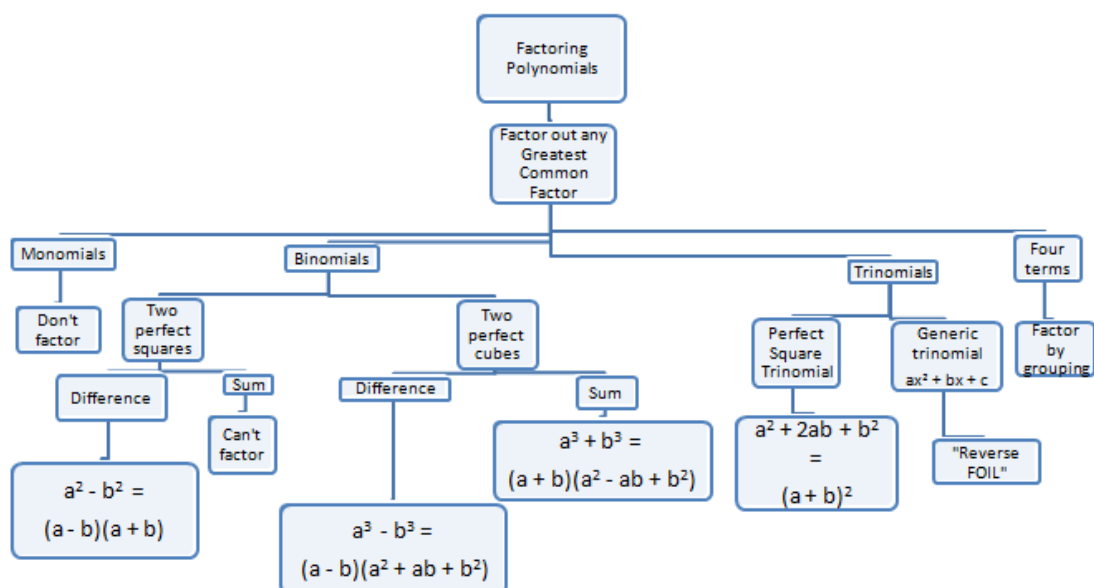 Factoring
Polynomials
Factor out any
Greatest
Common
Factor
Monomials
Don't
factor
Binomials
Two
perfect
squares
Difference
a² - b² =
(a - b)(a + b)
Sum
Can't
factor
Two
perfect
cubes
Difference
a³ - b³ =
(a - b)(a² + ab + b²)
Sum
a³ + b³ =
(a + b)(a² - ab + b²)
Trinomials
Perfect
Square
Trinomial
a² + 2ab + b²
=
(a + b)²
Generic
trinomial
ax² + bx + c
"Reverse
FOIL"
Four
terms
Factor
by
grouping